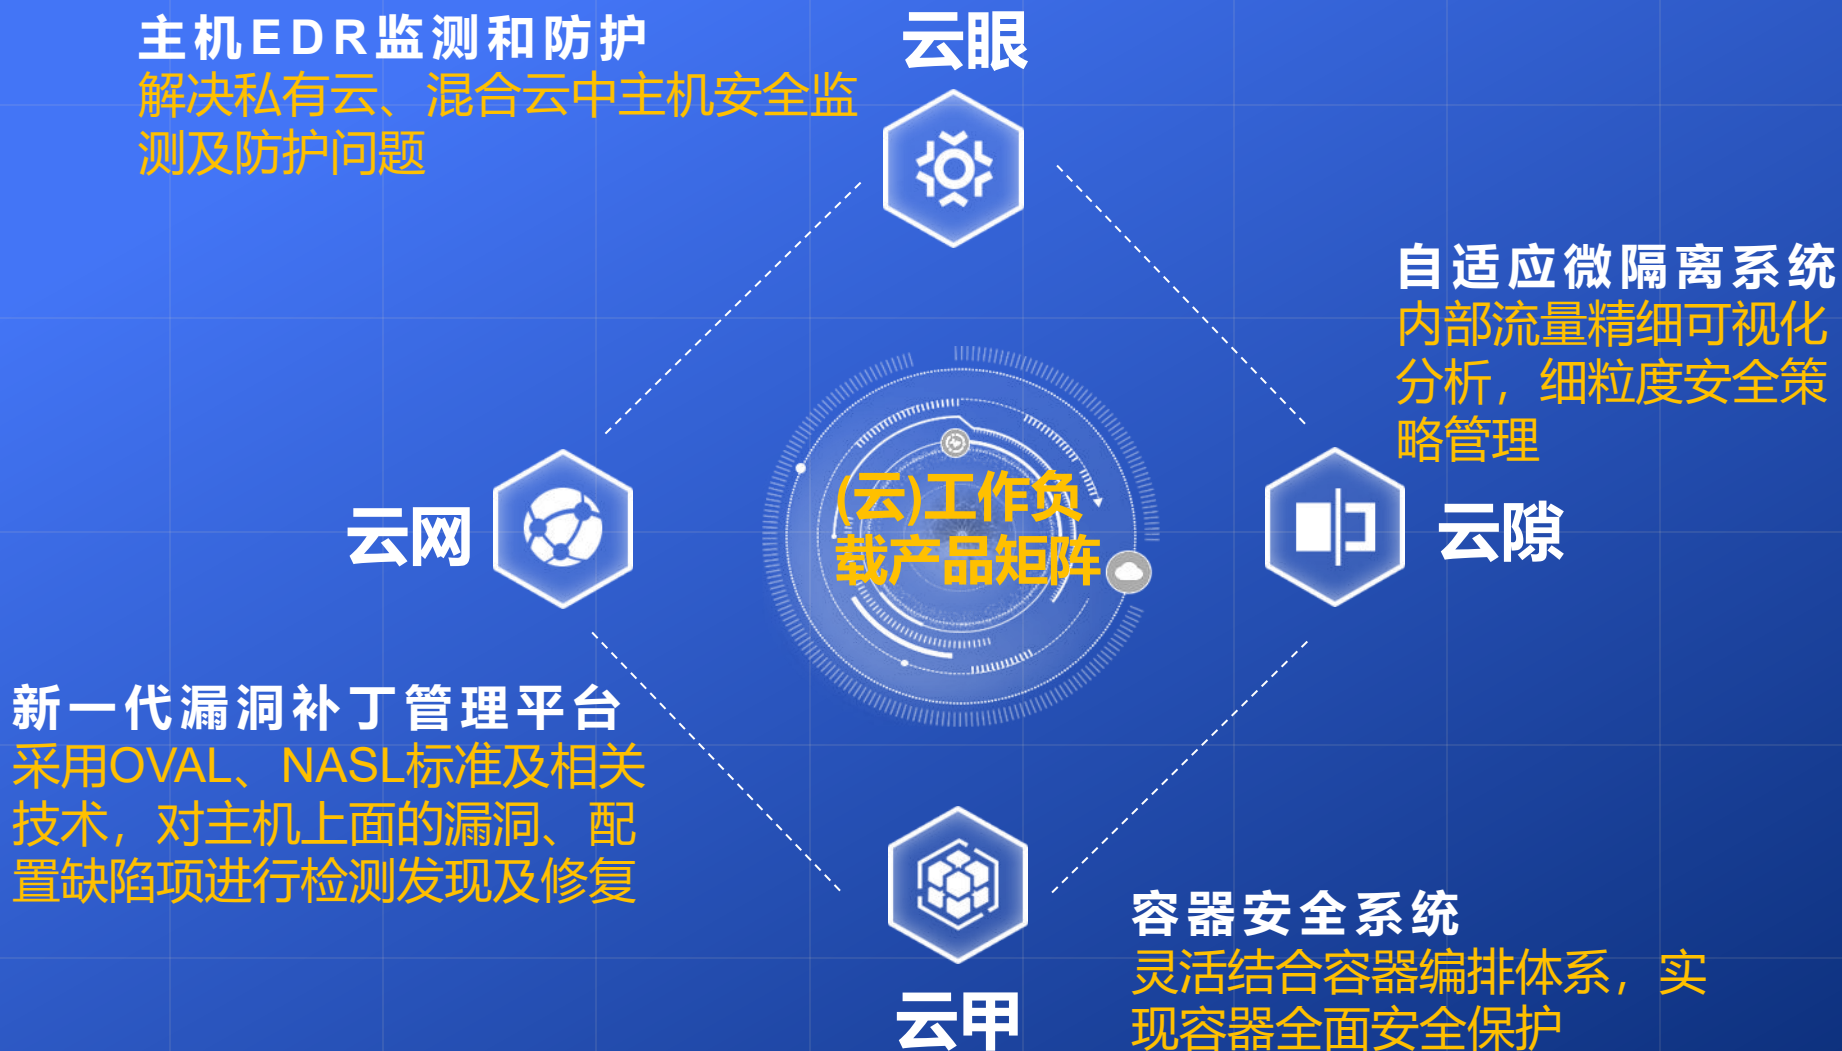 主机EDR监测和防护
解决私有云、混合云中主机安全监
测及防护问题
云眼
自适应微隔离系统
内部流量精细可视化
分析，细粒度安全策
略管理
云隙
(云)工作负
载产品矩阵
云网
新一代漏洞补丁管理平台
采用OVAL、NASL标准及相关
技术，对主机上面的漏洞、配
置缺陷项进行检测发现及修复
云甲
容器安全系统
灵活结合容器编排体系，实
现容器全面安全保护